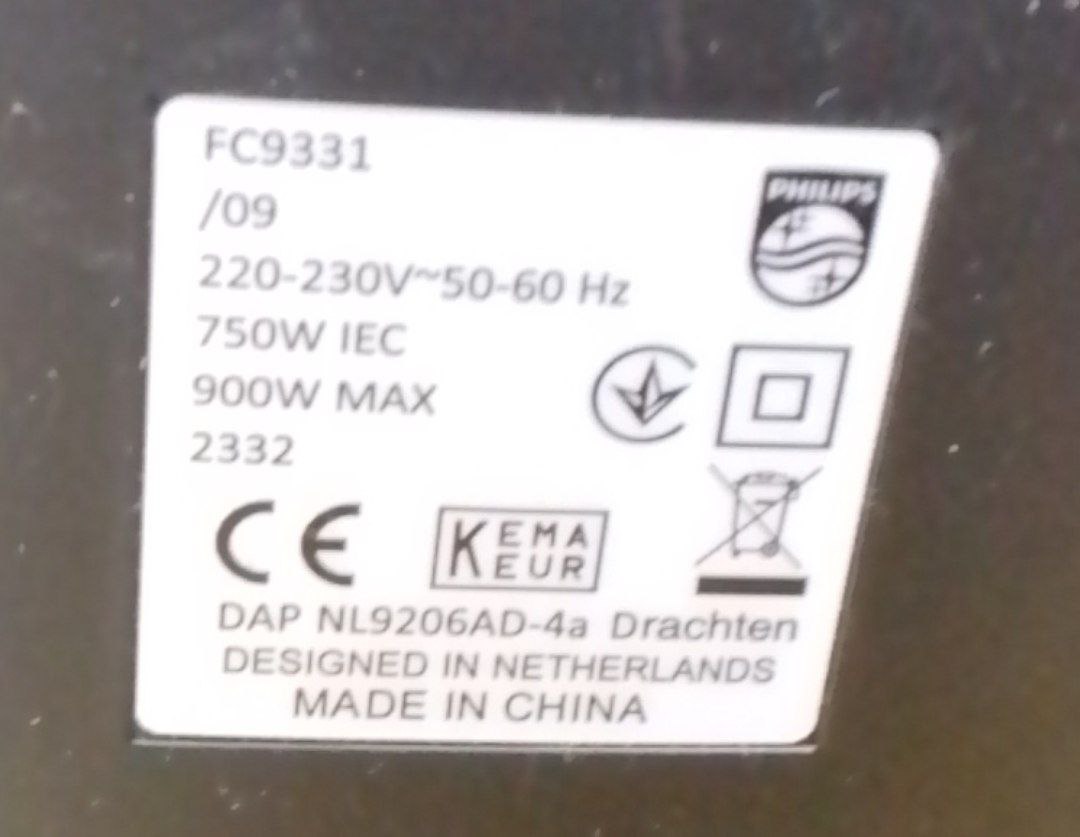 FC9331
/09
220-230V~50-60 Hz
750W IEC
900W MAX
2332
PHILIPS
CE
KEMA
KEUR
DAP NL9206AD-4a Drachten
DESIGNED IN NETHERLANDS
MADE IN CHINA